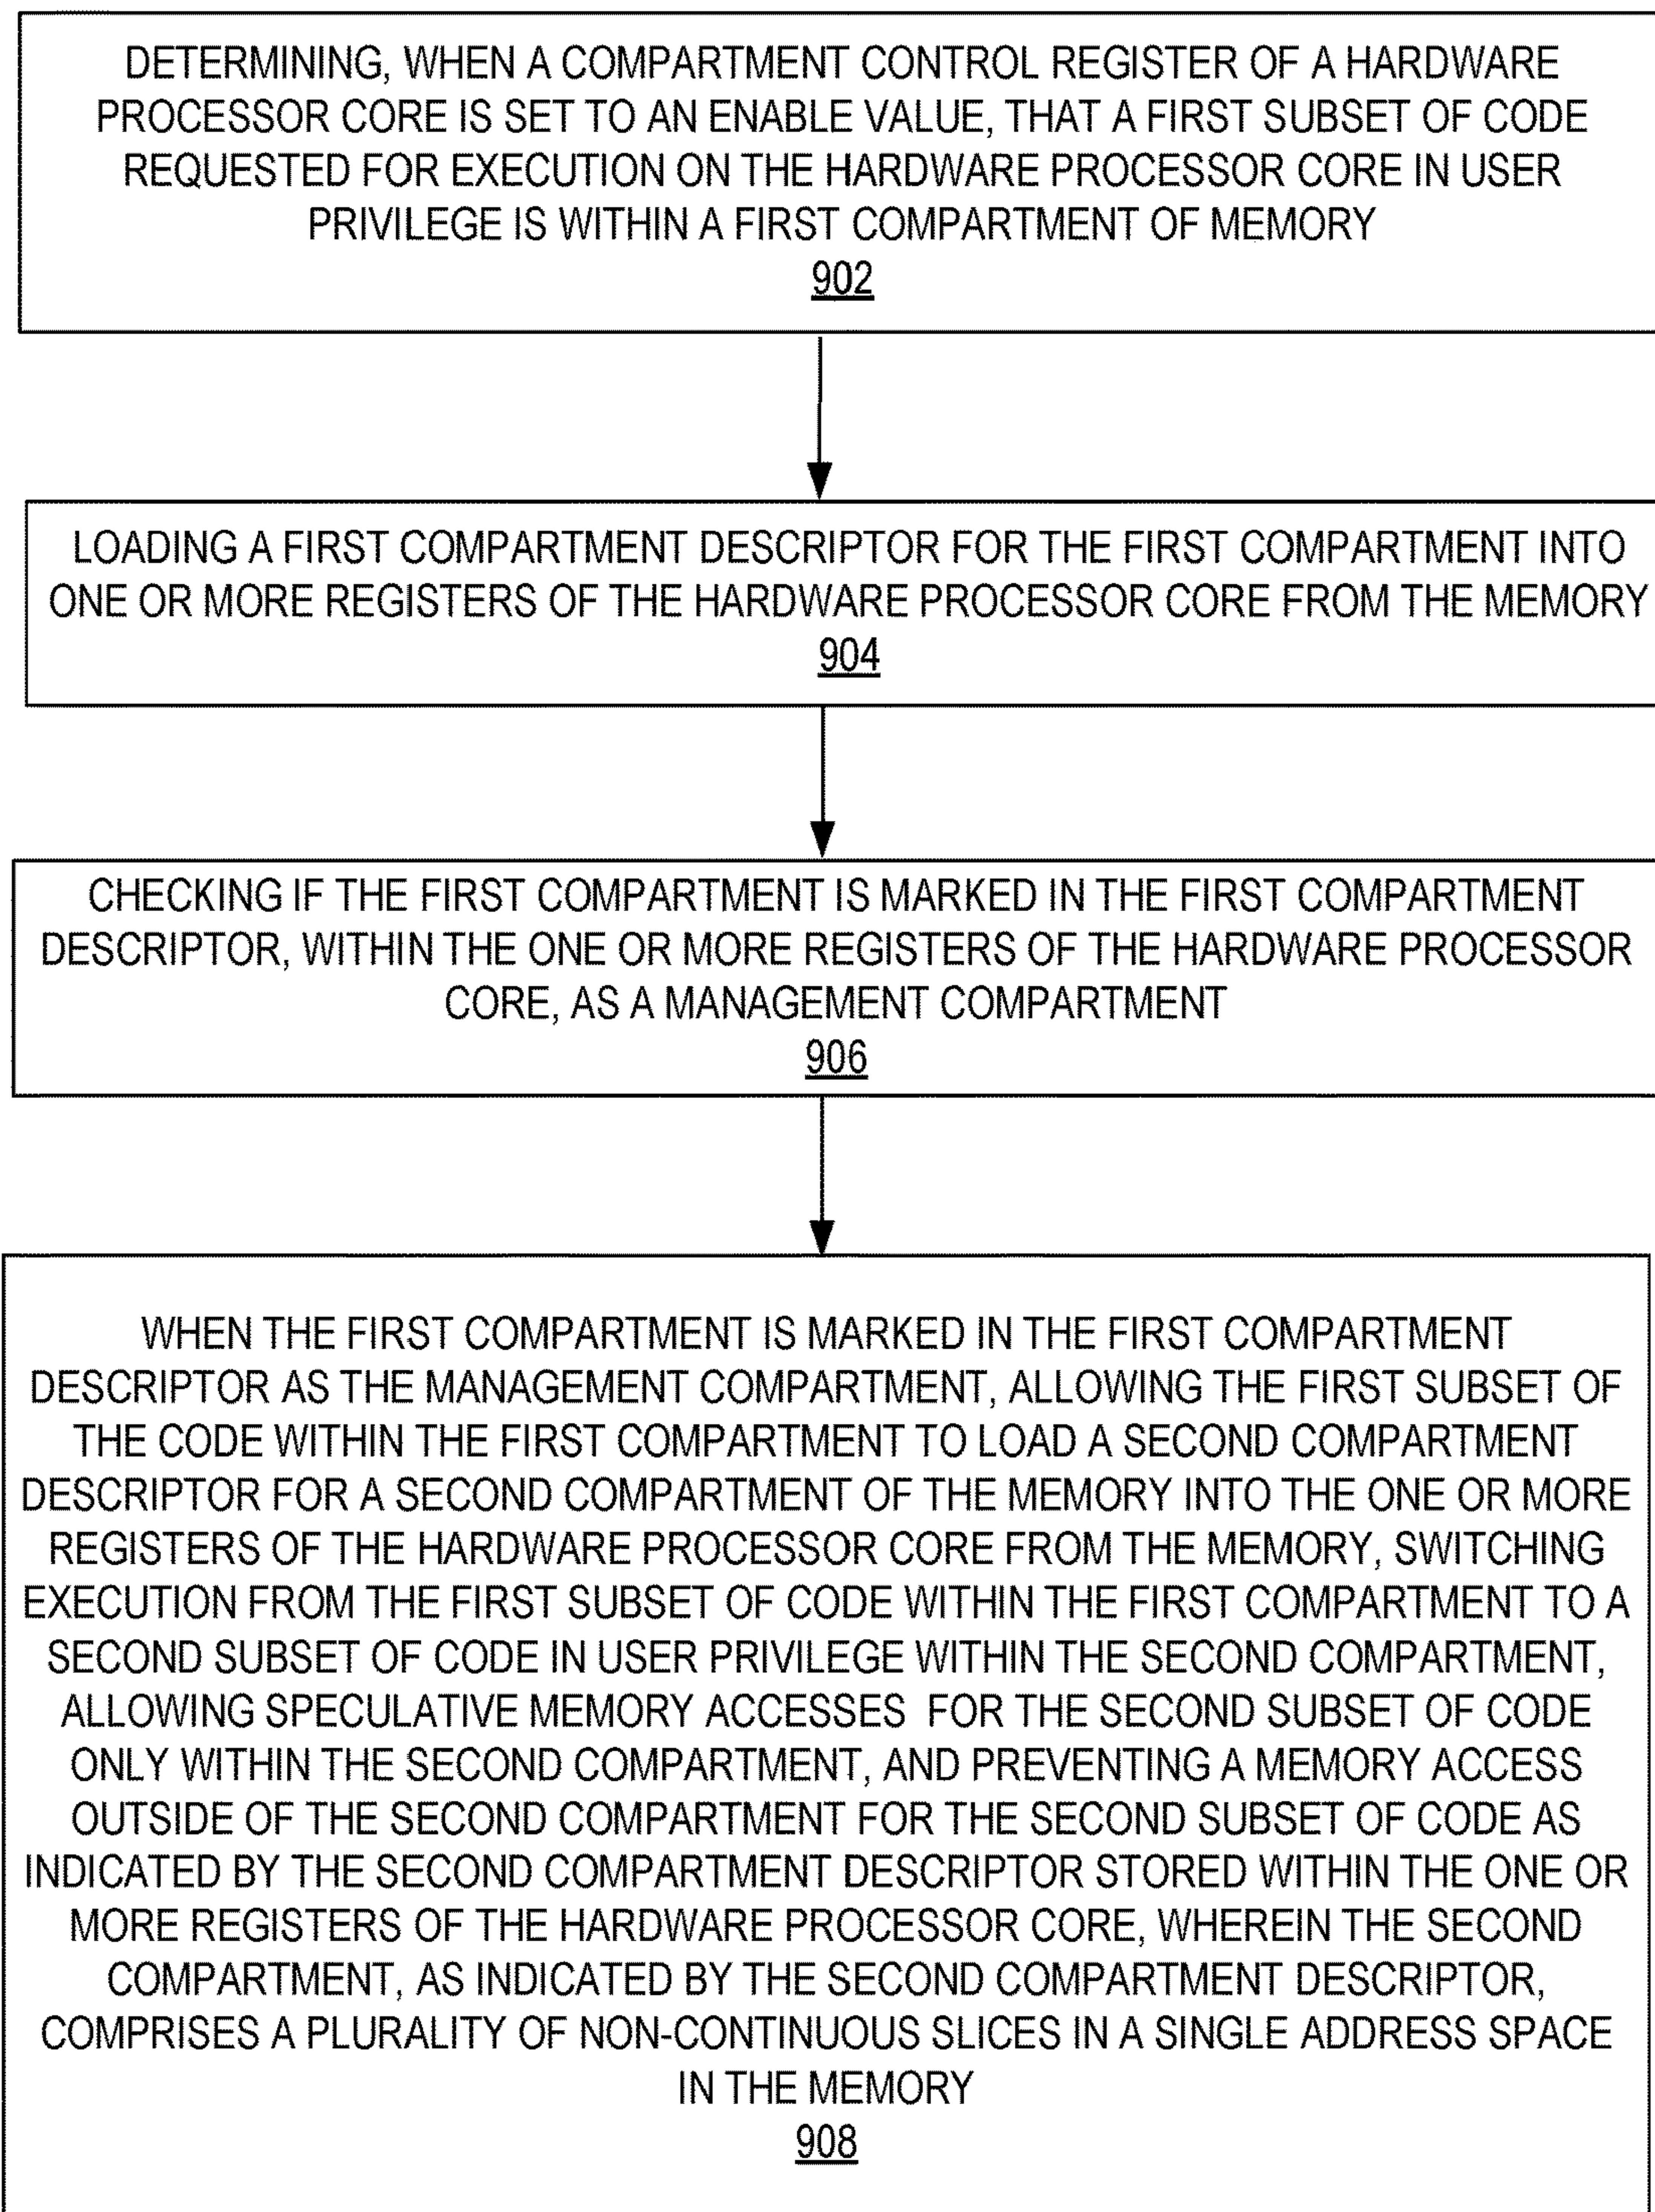 DETERMINING, WHEN A COMPARTMENT CONTROL REGISTER OF A HARDWARE
PROCESSOR CORE IS SET TO AN ENABLE VALUE, THAT A FIRST SUBSET OF CODE
REQUESTED FOR EXECUTION ON THE HARDWARE PROCESSOR CORE IN USER
PRIVILEGE IS WITHIN A FIRST COMPARTMENT OF MEMORY
902
LOADING A FIRST COMPARTMENT DESCRIPTOR FOR THE FIRST COMPARTMENT INTO
ONE OR MORE REGISTERS OF THE HARDWARE PROCESSOR CORE FROM THE MEMORY
904
CHECKING IF THE FIRST COMPARTMENT IS MARKED IN THE FIRST COMPARTMENT
DESCRIPTOR, WITHIN THE ONE OR MORE REGISTERS OF THE HARDWARE PROCESSOR
CORE, AS A MANAGEMENT COMPARTMENT
906
WHEN THE FIRST COMPARTMENT IS MARKED IN THE FIRST COMPARTMENT
DESCRIPTOR AS THE MANAGEMENT COMPARTMENT, ALLOWING THE FIRST SUBSET OF
THE CODE WITHIN THE FIRST COMPARTMENT TO LOAD A SECOND COMPARTMENT
DESCRIPTOR FOR A SECOND COMPARTMENT OF THE MEMORY INTO THE ONE OR MORE
REGISTERS OF THE HARDWARE PROCESSOR CORE FROM THE MEMORY, SWITCHING
EXECUTION FROM THE FIRST SUBSET OF CODE WITHIN THE FIRST COMPARTMENT TO A
SECOND SUBSET OF CODE IN USER PRIVILEGE WITHIN THE SECOND COMPARTMENT,
ALLOWING SPECULATIVE MEMORY ACCESSES FOR THE SECOND SUBSET OF CODE
ONLY WITHIN THE SECOND COMPARTMENT, AND PREVENTING A MEMORY ACCESS
OUTSIDE OF THE SECOND COMPARTMENT FOR THE SECOND SUBSET OF CODE AS
INDICATED BY THE SECOND COMPARTMENT DESCRIPTOR STORED WITHIN THE ONE OR
MORE REGISTERS OF THE HARDWARE PROCESSOR CORE, WHEREIN THE SECOND
COMPARTMENT, AS INDICATED BY THE SECOND COMPARTMENT DESCRIPTOR,
COMPRISES A PLURALITY OF NON-CONTINUOUS SLICES IN A SINGLE ADDRESS SPACE
IN THE MEMORY
908